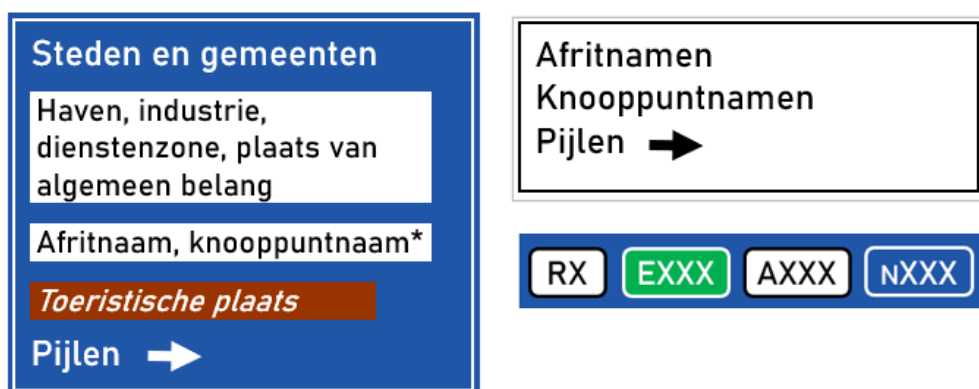 Steden en gemeenten
Haven, industrie,
dienstenzone, plaats van
algemeen belang
Afritnaam, knooppuntnaam*
Toeristische plaats
Pijlen
Afritnamen
Knooppuntnamen
Pijlen
RX EXXX AXXX NXXX